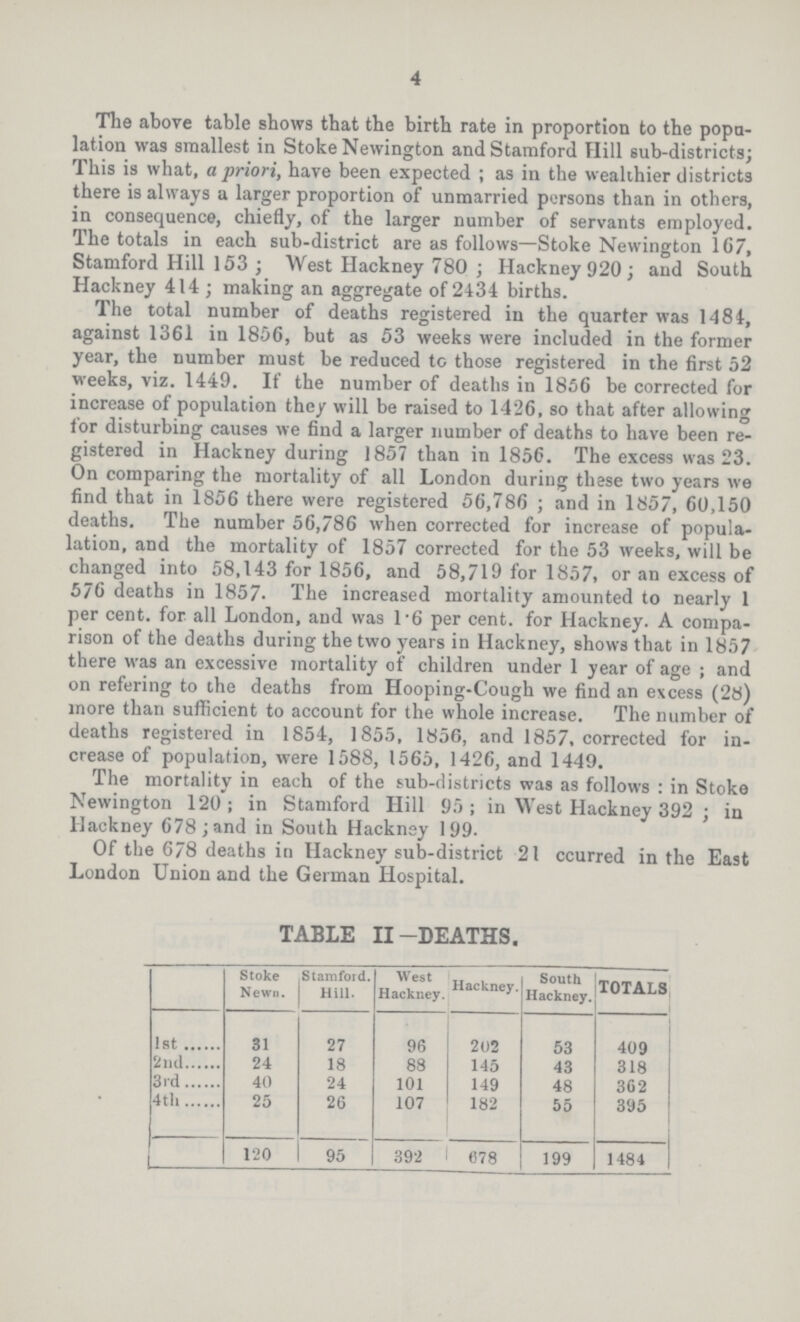 4
The above table shows that the birth rate in proportion to the popu-
lation was smallest in Stoke Newington and Stamford Hill sub-districts;
This is what, a priori, have been expected ; as in the wealthier districts
there is always a larger proportion of unmarried persons than in others,
in consequence, chiefly, of the larger number of servants employed.
The totals in each sub-district are as follows—Stoke Newington 167,
Stamford Hill 153 ; West Hackney 780 ; Hackney 920 ; and South
Hackney 414 ; making an aggregate of 2434 births.
The total number of deaths registered in the quarter was 1484,
against 1361 in 1856, but as 53 weeks were included in the former
year, the number must be reduced to those registered in the first 52
weeks, viz. 1449. If the number of deaths in 1856 be corrected for
increase of population they will be raised to 1426, so that after allowing
for disturbing causes we find a larger number of deaths to have been re-
gistered in Hackney during 1857 than in 1856. The excess was 23.
On comparing the mortality of all London during these two years we
find that in 1856 there were registered 56,786 ; and in 1857, 60,150
deaths. The number 56,786 when corrected for increase of popula-
lation, and the mortality of 1857 corrected for the 53 weeks, will be
changed into 58,143 for 1856, and 58,719 for 1857, or an excess of
576 deaths in 1857. The increased mortality amounted to nearly 1
per cent. for all London, and was 1·6 per cent. for Hackney. A compa-
rison of the deaths during the two years in Hackney, shows that in 1857
there was an excessive mortality of children under 1 year of age ; and
on refering to the deaths from Hooping-Cough we find an excess (28)
more than sufficient to account for the whole increase. The number of
deaths registered in 1854, 1855, 1856, and 1857, corrected for in-
crease of population, were 1588, 1565, 1426, and 1449.
The mortality in each of the sub-districts was as follows : in Stoke
Newington 120 ; in Stamford Hill 95 ; in West Hackney 392 ; in
Hackney 678 ; and in South Hackney 199.
Of the 678 deaths in Hackney sub-district 21 ccurred in the East
London Union and the German Hospital.
TABLE II—DEATHS.
Stoke Newn. Stamford. Hill. West Hackney. Hackney. South Hackney. TOTALS
1st ...... 31 27 96 202 53 409
2nd...... 24 18 88 145 43 318
3rd ...... 40 24 101 149 48 362
4th ...... 25 26 107 182 55 395
120 95 392 678 199 1484